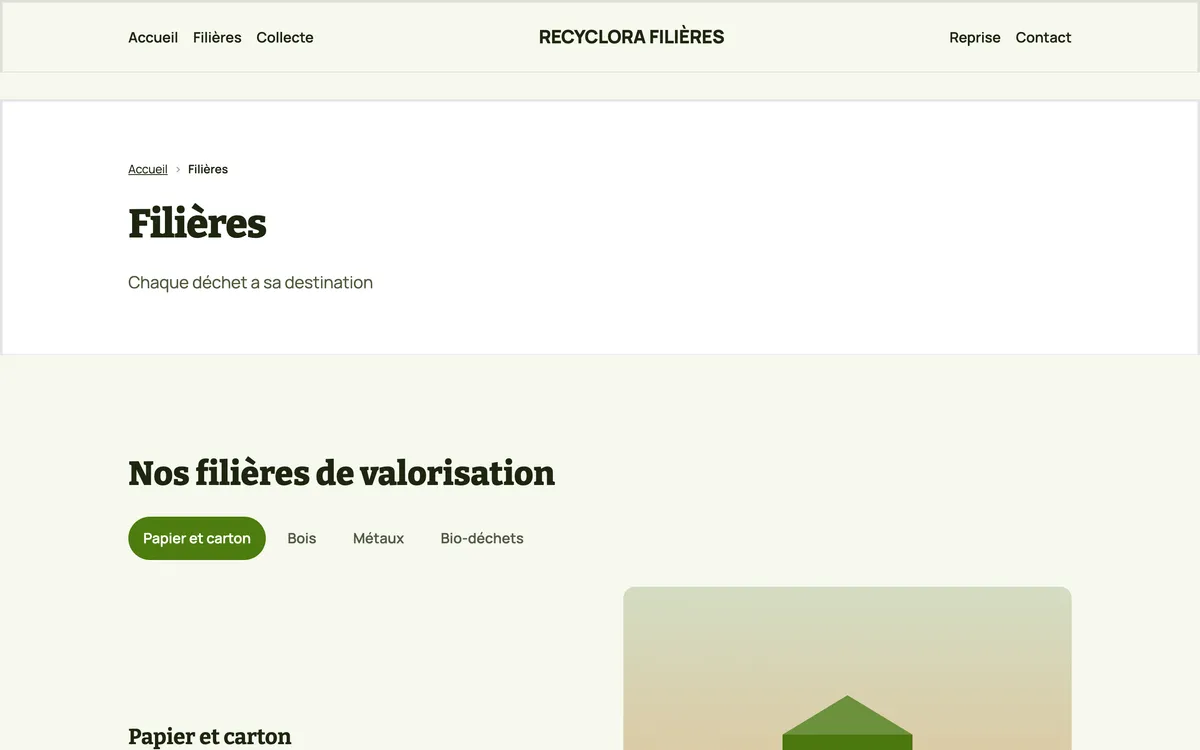 Accueil Filières Collecte RECYCLORA FILIÈRES Reprise Contact
Accueil › Filières
Filières
Chaque déchet a sa destination
Nos filières de valorisation
Papier et carton Bois Métaux Bio-déchets
Papier et carton